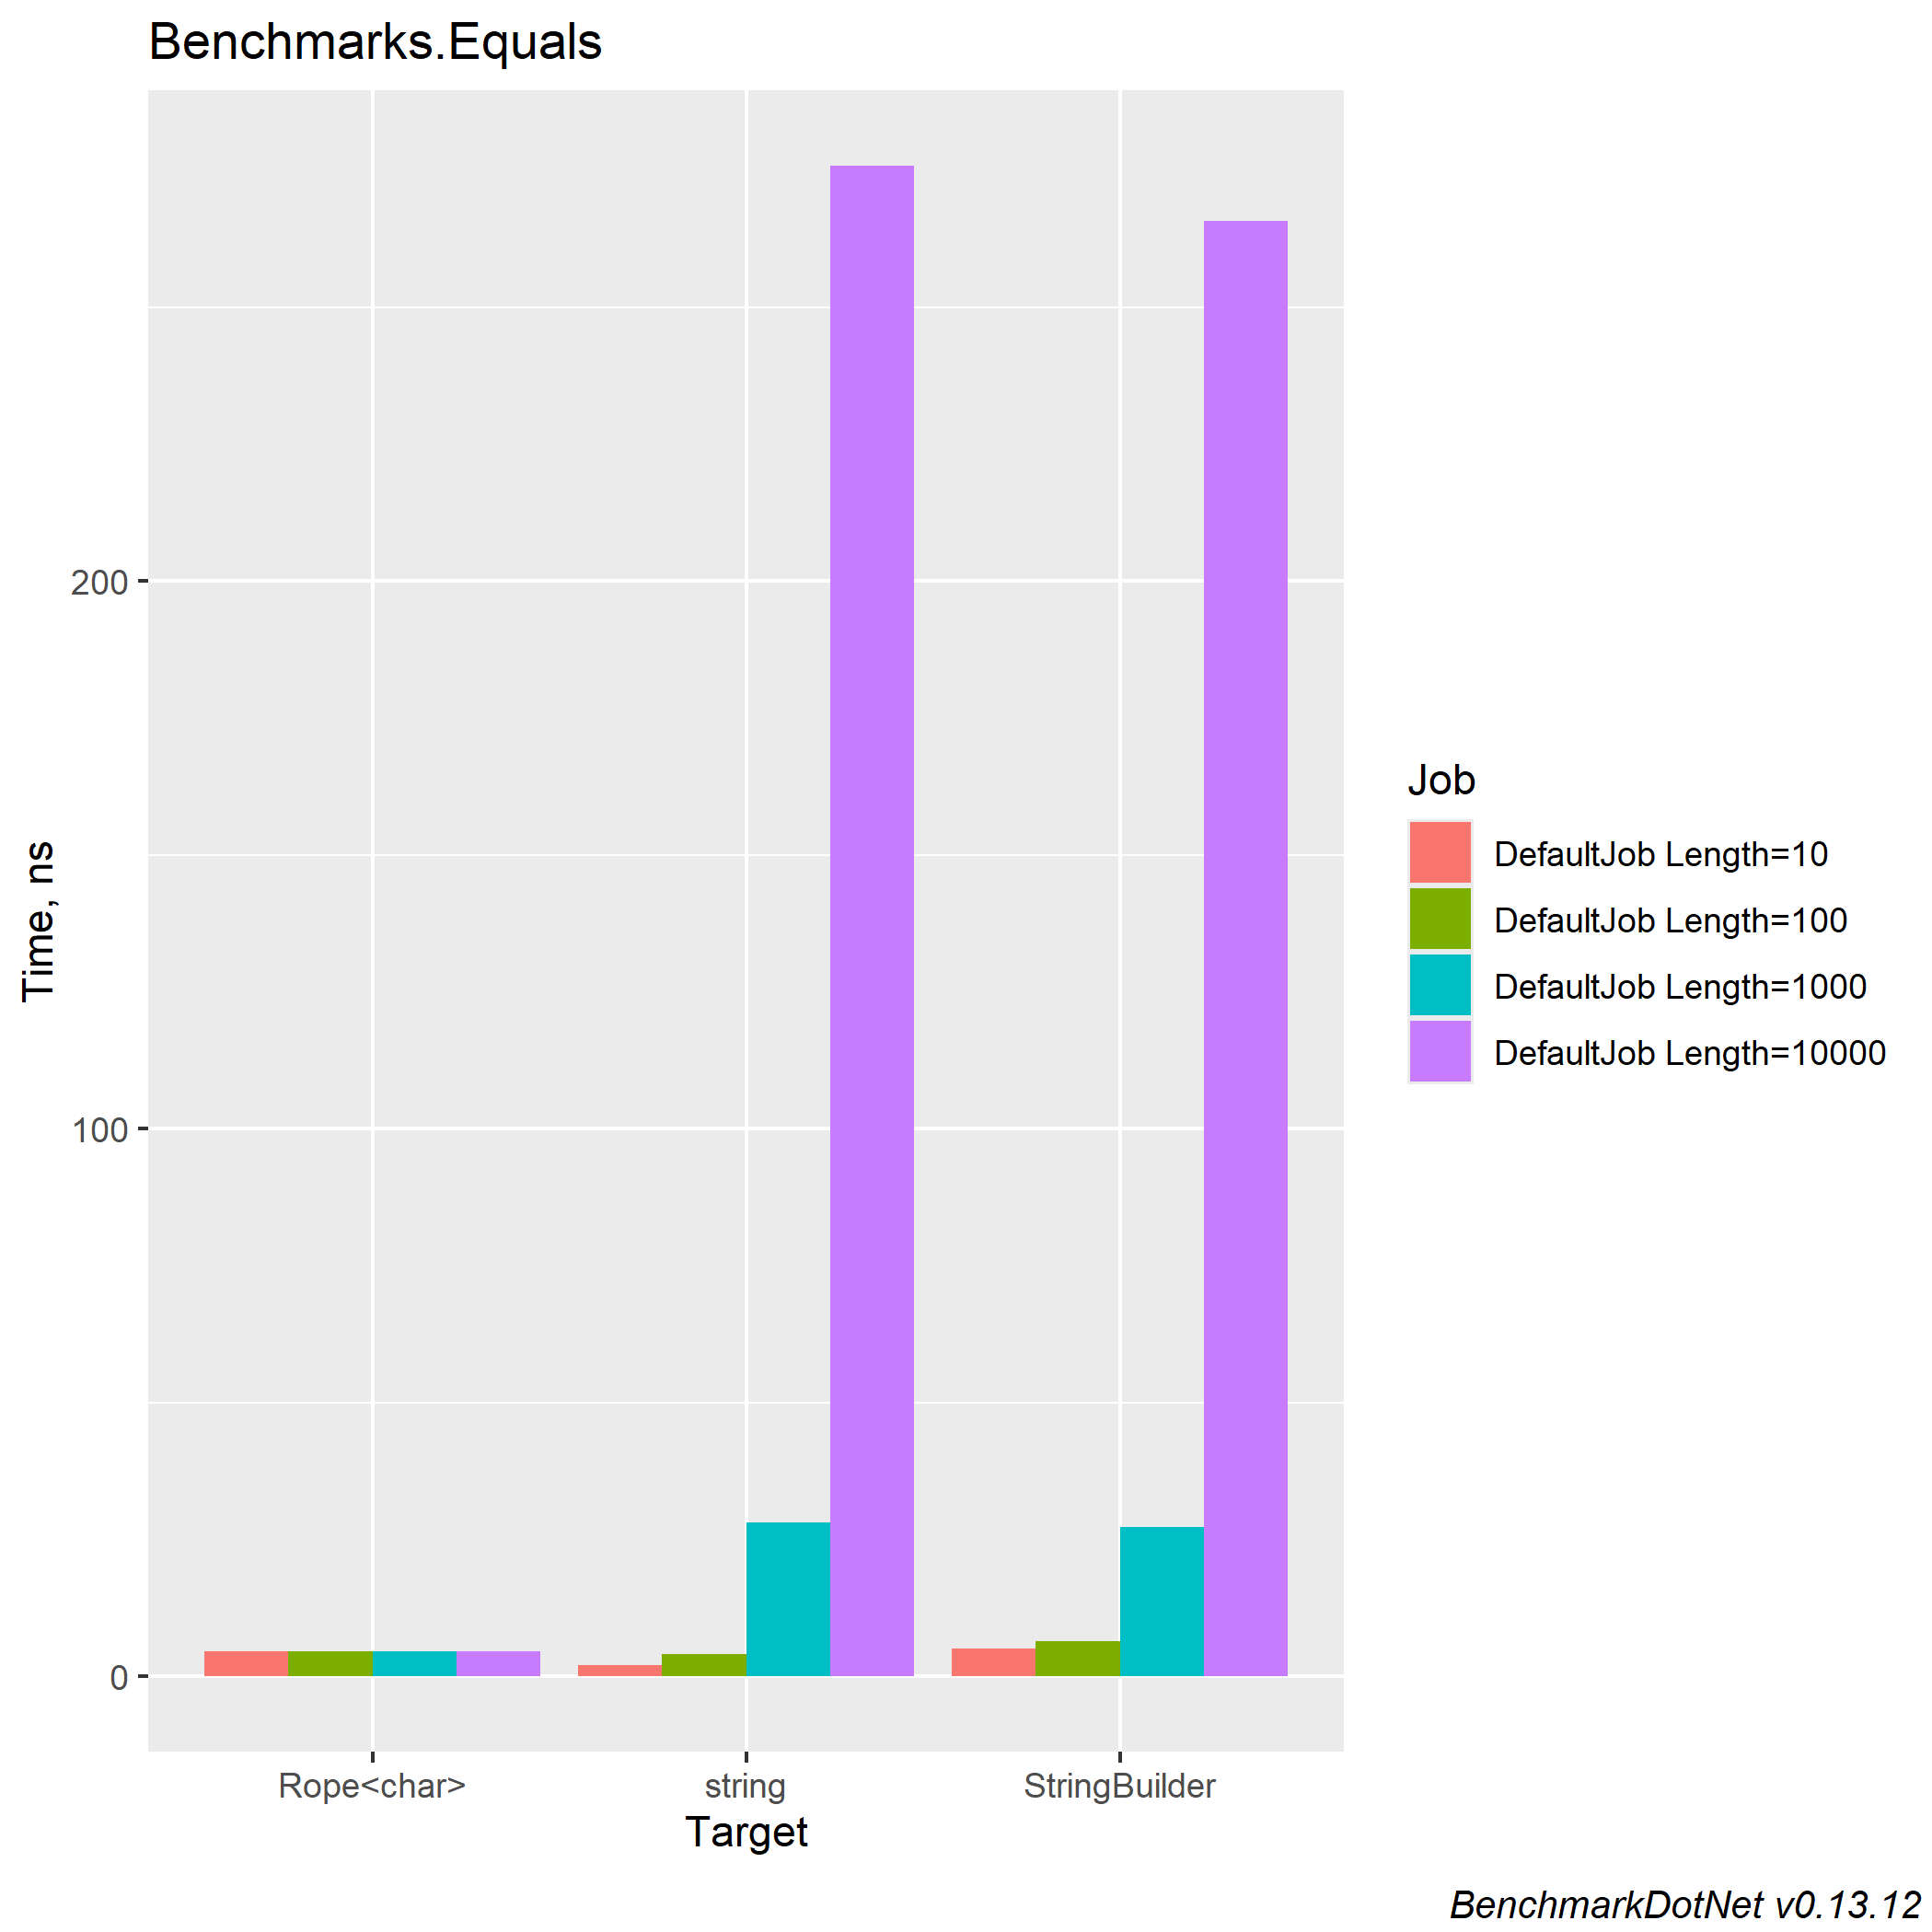 Benchmarks.Equals
200
100
0
Time, ns
Rope<char>
string
StringBuilder
Target
Job
DefaultJob Length=10
DefaultJob Length=100
DefaultJob Length=1000
DefaultJob Length=10000
BenchmarkDotNet v0.13.12